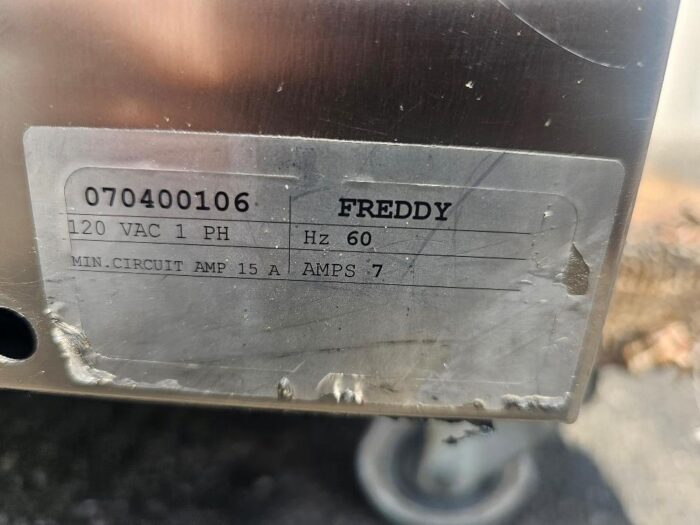 070400106 FREDDY
120 VAC 1 PH Hz 60
MIN.CIRCUIT AMP 15 A AMPS 7